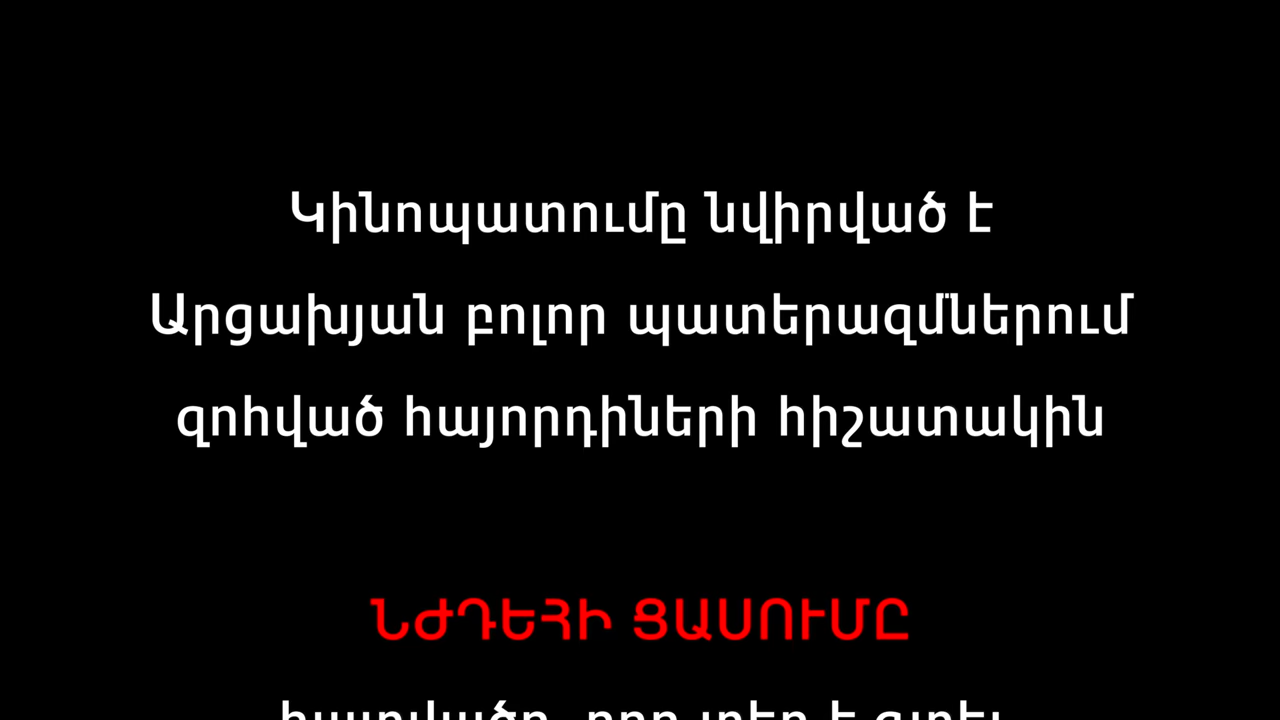 Կինոպատումը նվիրված է
Արցախյան բոլոր պատերազմներում
զոհված հայորդիների հիշատակին
ՆԺԴԵՀԻ ՑԱՍՈՒՄԸ